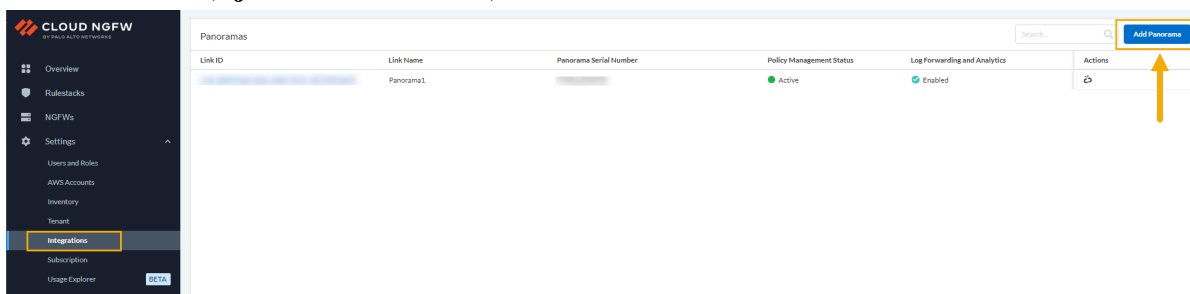 CLOUD NGFW
BY PALO ALTO NETWORKS
Overview
Rulestacks
NGFWs
Settings
Users and Roles
AWS Accounts
Inventory
Tenant
Integrations
Subscription
Usage Explorer BETA
Panoramas Search... Add Panorama
Link ID Link Name Panorama Serial Number Policy Management Status Log Forwarding and Analytics Actions
Panorama1 Active Enabled